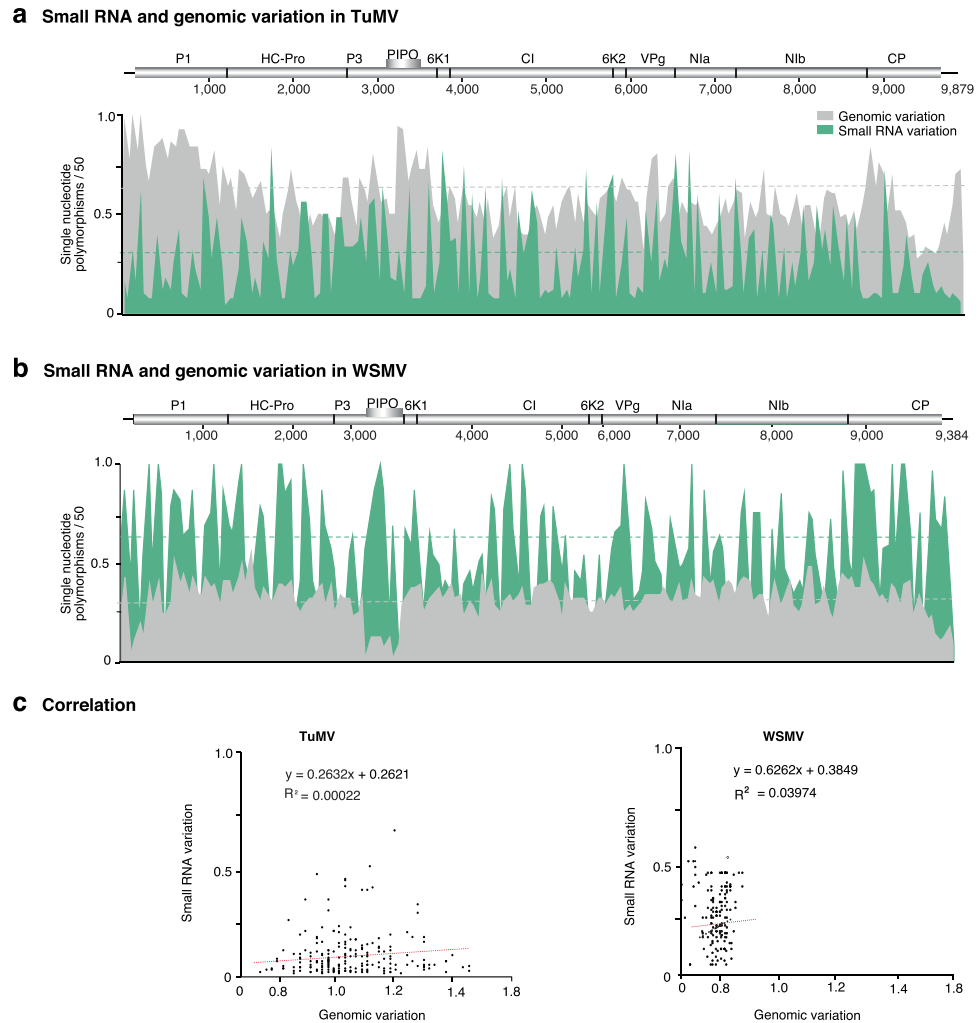 a Small RNA and genomic variation in TuMV
P1 HC-Pro P3 PIPO 6K1 CI 6K2 VPg NIa NIb CP
1,000 2,000 3,000 4,000 5,000 6,000 7,000 8,000 9,000 9,879
Genomic variation
Small RNA variation
Single nucleotide
polymorphisms / 50
1.0
0.5
0
b Small RNA and genomic variation in WSMV
P1 HC-Pro P3 PIPO 6K1 CI 6K2 VPg NIa NIb CP
1,000 2,000 3,000 4,000 5,000 6,000 7,000 8,000 9,000 9,384
Single nucleotide
polymorphisms / 50
1.0
0.5
0
c Correlation
TuMV
y = 0.2632x + 0.2621
R² = 0.00022
Small RNA variation
1.0
0.5
0
0 0.8 1.0 1.2 1.4 1.8
Genomic variation
WSMV
y = 0.6262x + 0.3849
R² = 0.03974
Small RNA variation
1.0
0.5
0
0 0.8 1.0 1.2 1.4 1.8
Genomic variation